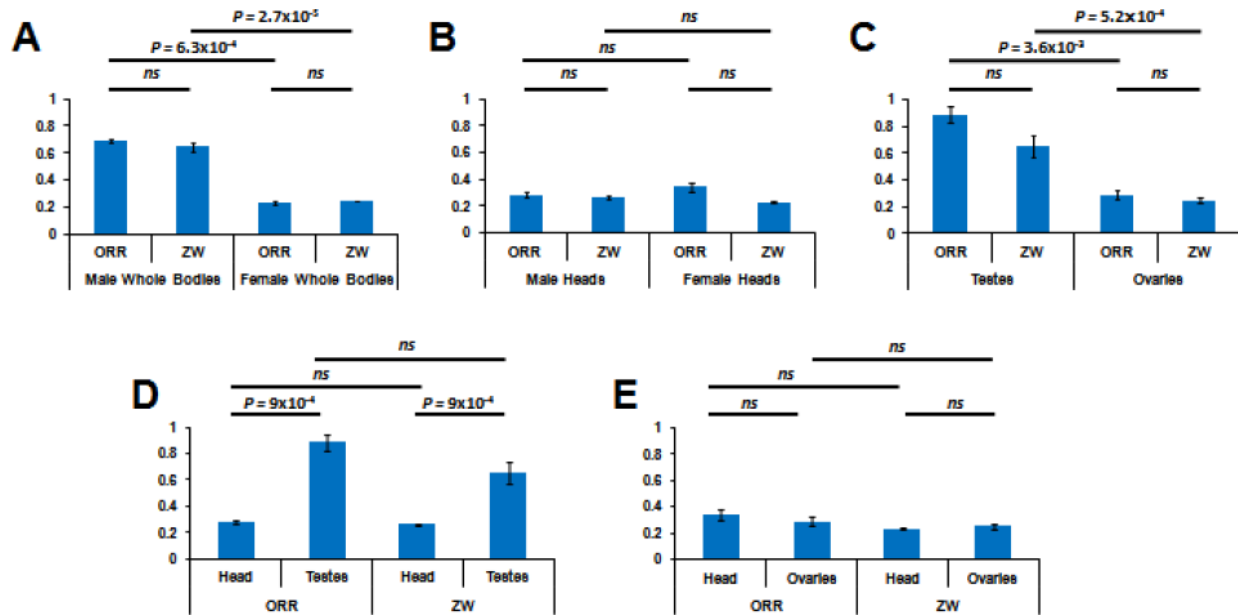 A
P = 2.7x10⁻⁵
P = 6.3x10⁻⁴
ns ns
1
0.8
0.6
0.4
0.2
0
ORR ZW ORR ZW
Male Whole Bodies Female Whole Bodies
B
ns
ns
ns ns
1
0.8
0.6
0.4
0.2
0
ORR ZW ORR ZW
Male Heads Female Heads
C
P = 5.2x10⁻⁴
P = 3.6x10⁻³
ns ns
1
0.8
0.6
0.4
0.2
0
ORR ZW ORR ZW
Testes Ovaries
D
ns
ns
P = 9x10⁻⁴ P = 9x10⁻⁴
1
0.8
0.6
0.4
0.2
0
Head Testes Head Testes
ORR ZW
E
ns
ns
ns ns
1
0.8
0.6
0.4
0.2
0
Head Ovaries Head Ovaries
ORR ZW